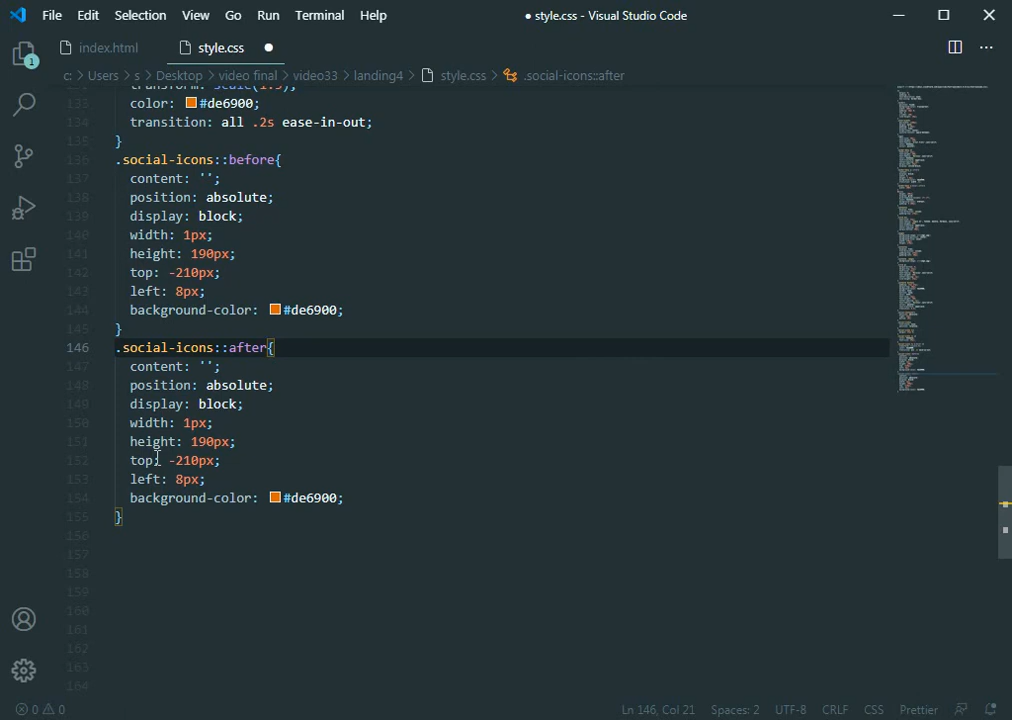 File Edit Selection View Go Run Terminal Help
● style.css - Visual Studio Code
index.html style.css
c: > Users > s > Desktop > video final > video33 > landing4 > style.css > .social-icons::after
133 color: #de6900;
134 transition: all .2s ease-in-out;
135 }
136 .social-icons::before{
137 content: '';
138 position: absolute;
139 display: block;
140 width: 1px;
141 height: 190px;
142 top: -210px;
143 left: 8px;
144 background-color: #de6900;
145 }
146 .social-icons::after{
147 content: '';
148 position: absolute;
149 display: block;
150 width: 1px;
151 height: 190px;
152 top: -210px;
153 left: 8px;
154 background-color: #de6900;
155 }
156
157
158
159
160
161
162
163
164
1
0 0
Ln 146, Col 21 Spaces: 2 UTF-8 CRLF CSS Prettier